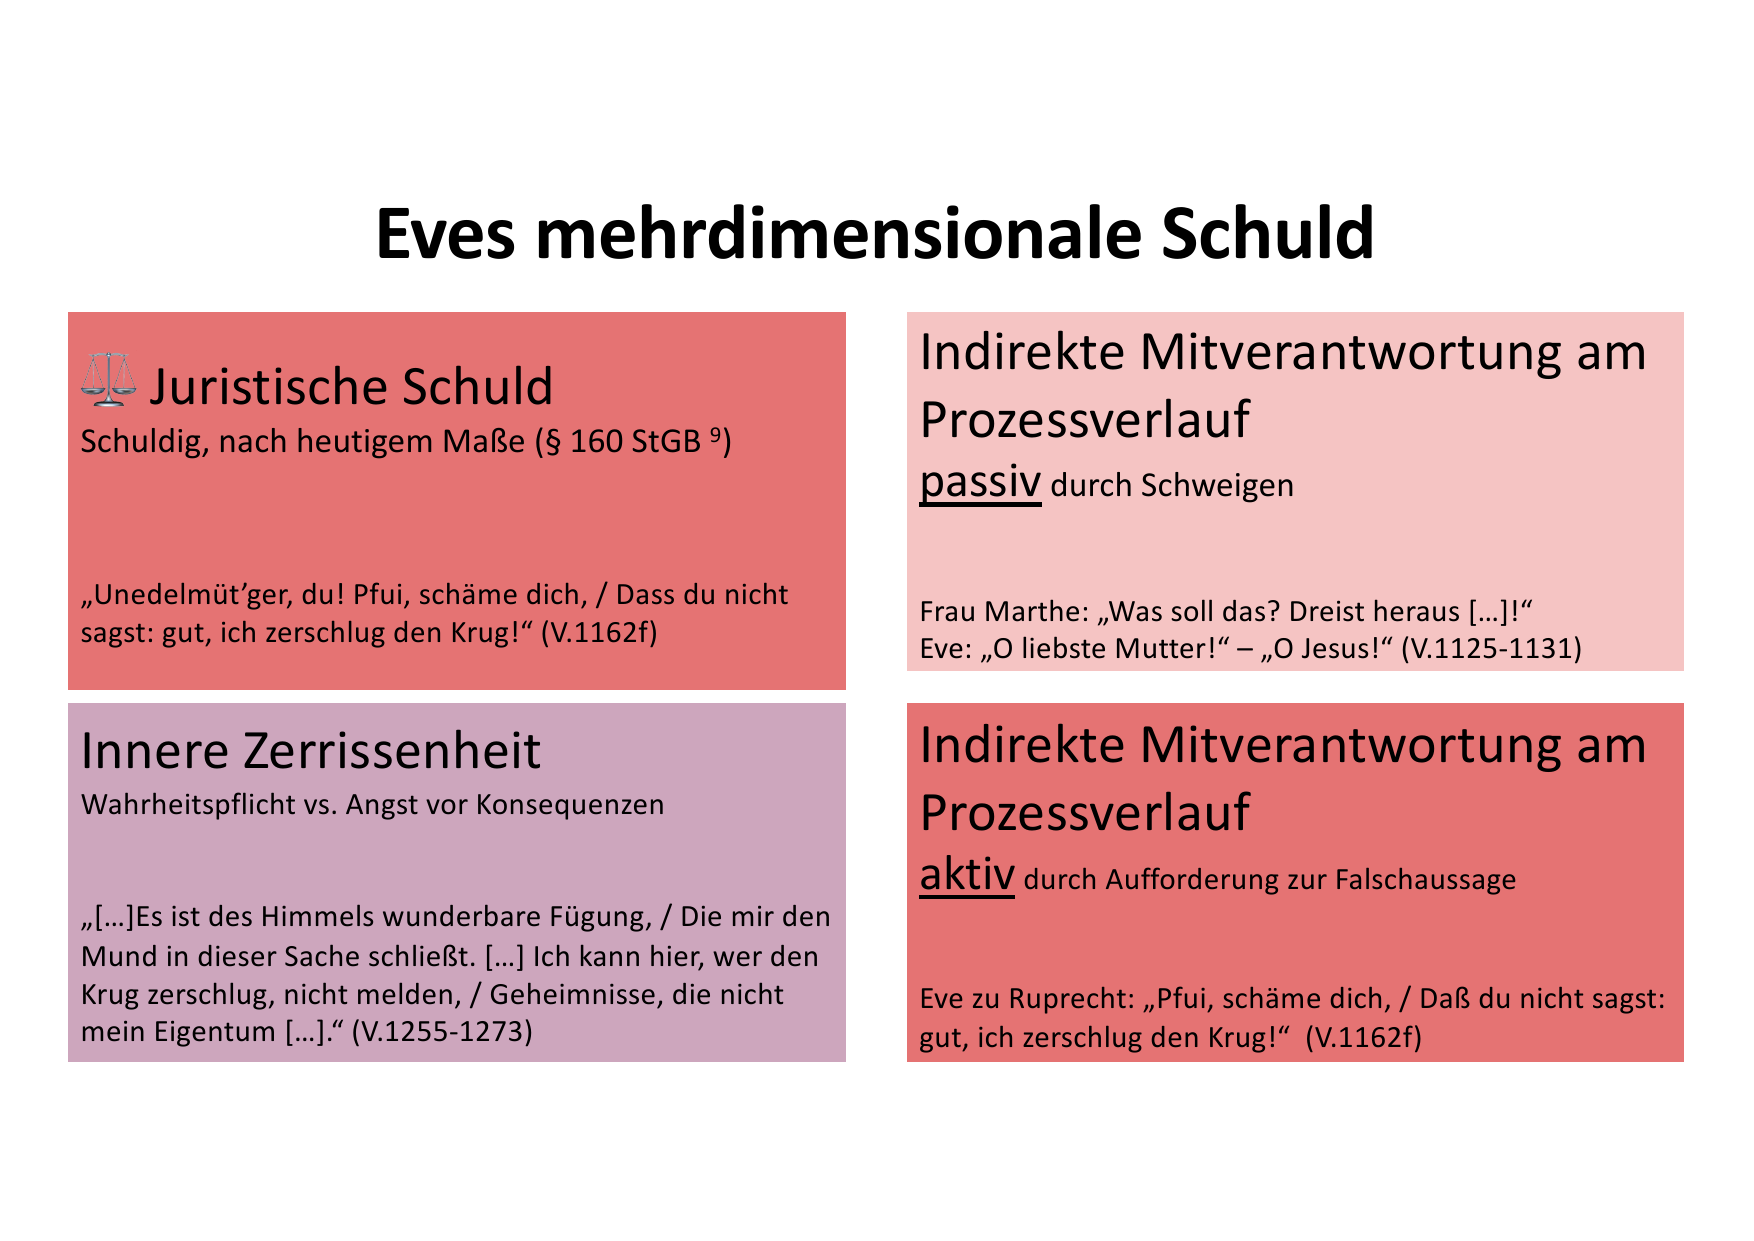 Eves mehrdimensionale Schuld
Juristische Schuld
Schuldig, nach heutigem Maße (§ 160 StGB ⁹)
„Unedelmüt’ger, du! Pfui, schäme dich, / Dass du nicht
sagst: gut, ich zerschlug den Krug!“ (V.1162f)
Indirekte Mitverantwortung am
Prozessverlauf
passiv durch Schweigen
Frau Marthe: „Was soll das? Dreist heraus […]!“
Eve: „O liebste Mutter!“ – „O Jesus!“ (V.1125-1131)
Innere Zerrissenheit
Wahrheitspflicht vs. Angst vor Konsequenzen
„[…]Es ist des Himmels wunderbare Fügung, / Die mir den
Mund in dieser Sache schließt. […] Ich kann hier, wer den
Krug zerschlug, nicht melden, / Geheimnisse, die nicht
mein Eigentum […].“ (V.1255-1273)
Indirekte Mitverantwortung am
Prozessverlauf
aktiv durch Aufforderung zur Falschaussage
Eve zu Ruprecht: „Pfui, schäme dich, / Daß du nicht sagst:
gut, ich zerschlug den Krug!“ (V.1162f)